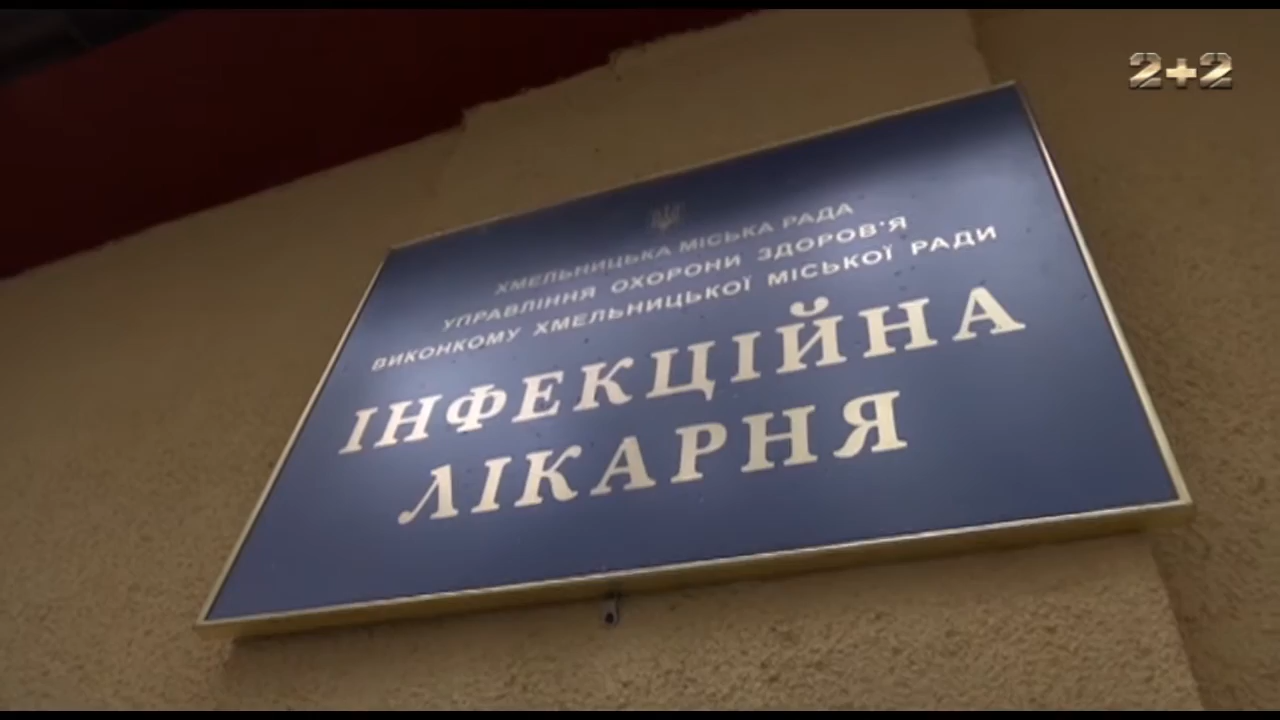 2+2
ХМЕЛЬНИЦЬКА МІСЬКА РАДА
УПРАВЛІННЯ ОХОРОНИ ЗДОРОВ'Я
ВИКОНКОМУ ХМЕЛЬНИЦЬКОЇ МІСЬКОЇ РАДИ
ІНФЕКЦІЙНА
ЛІКАРНЯ